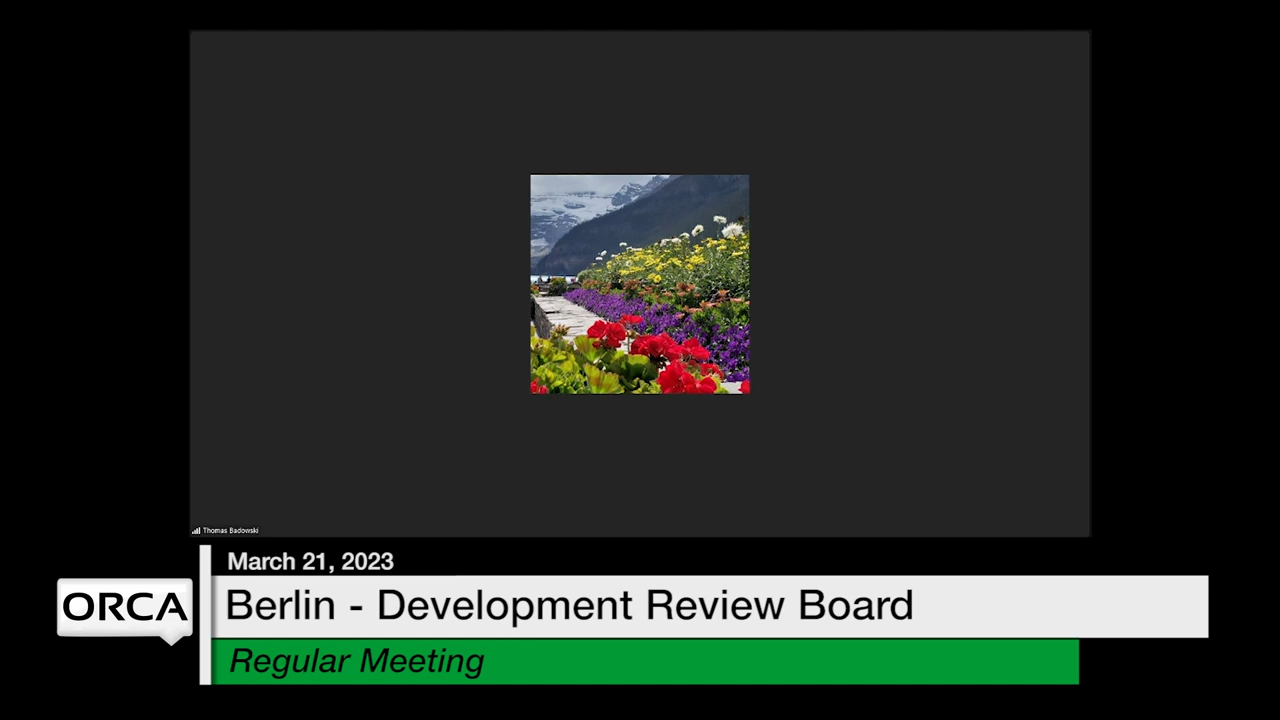 Thomas Badowski
March 21, 2023
ORCA
Berlin - Development Review Board
Regular Meeting